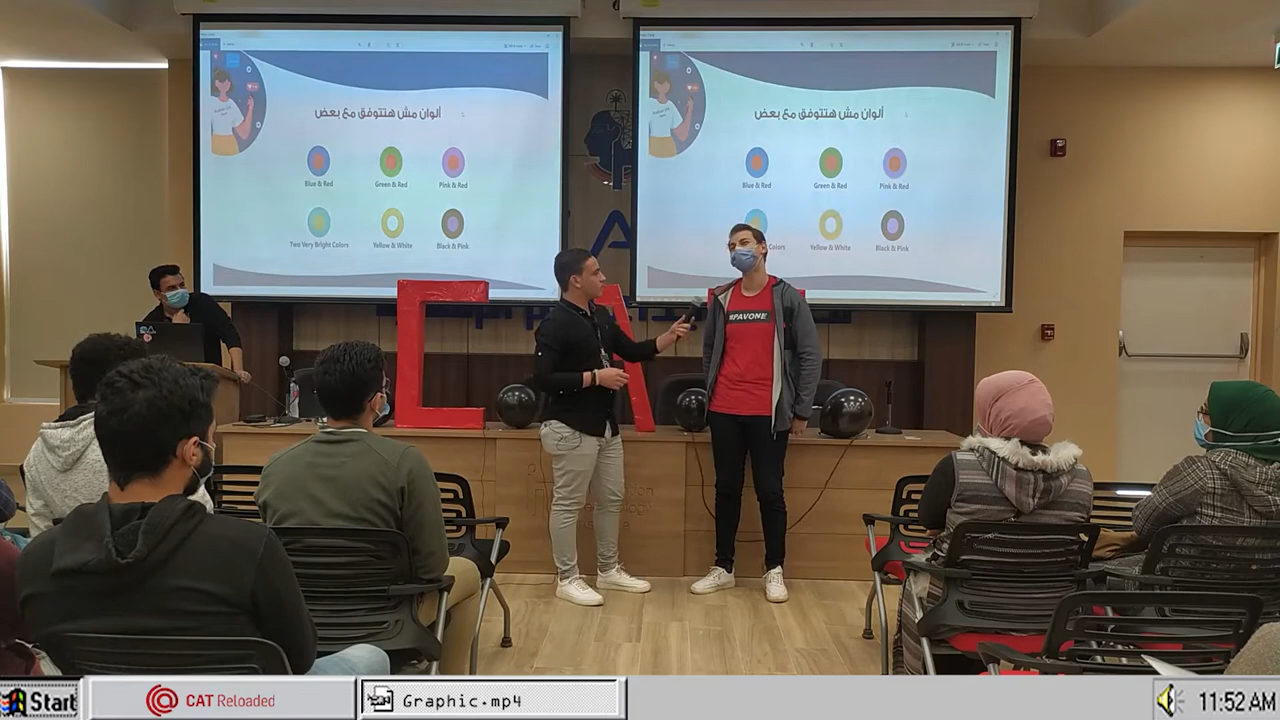 ألوان مش هتتوفق مع بعض
Blue & Red
Green & Red
Pink & Red
Two Very Bright Colors
Yellow & White
Black & Pink
ألوان مش هتتوفق مع بعض
Blue & Red
Green & Red
Pink & Red
Colors
Yellow & White
Black & Pink
#PAVONE
Start
CAT Reloaded
Graphic.mp4
11:52 AM